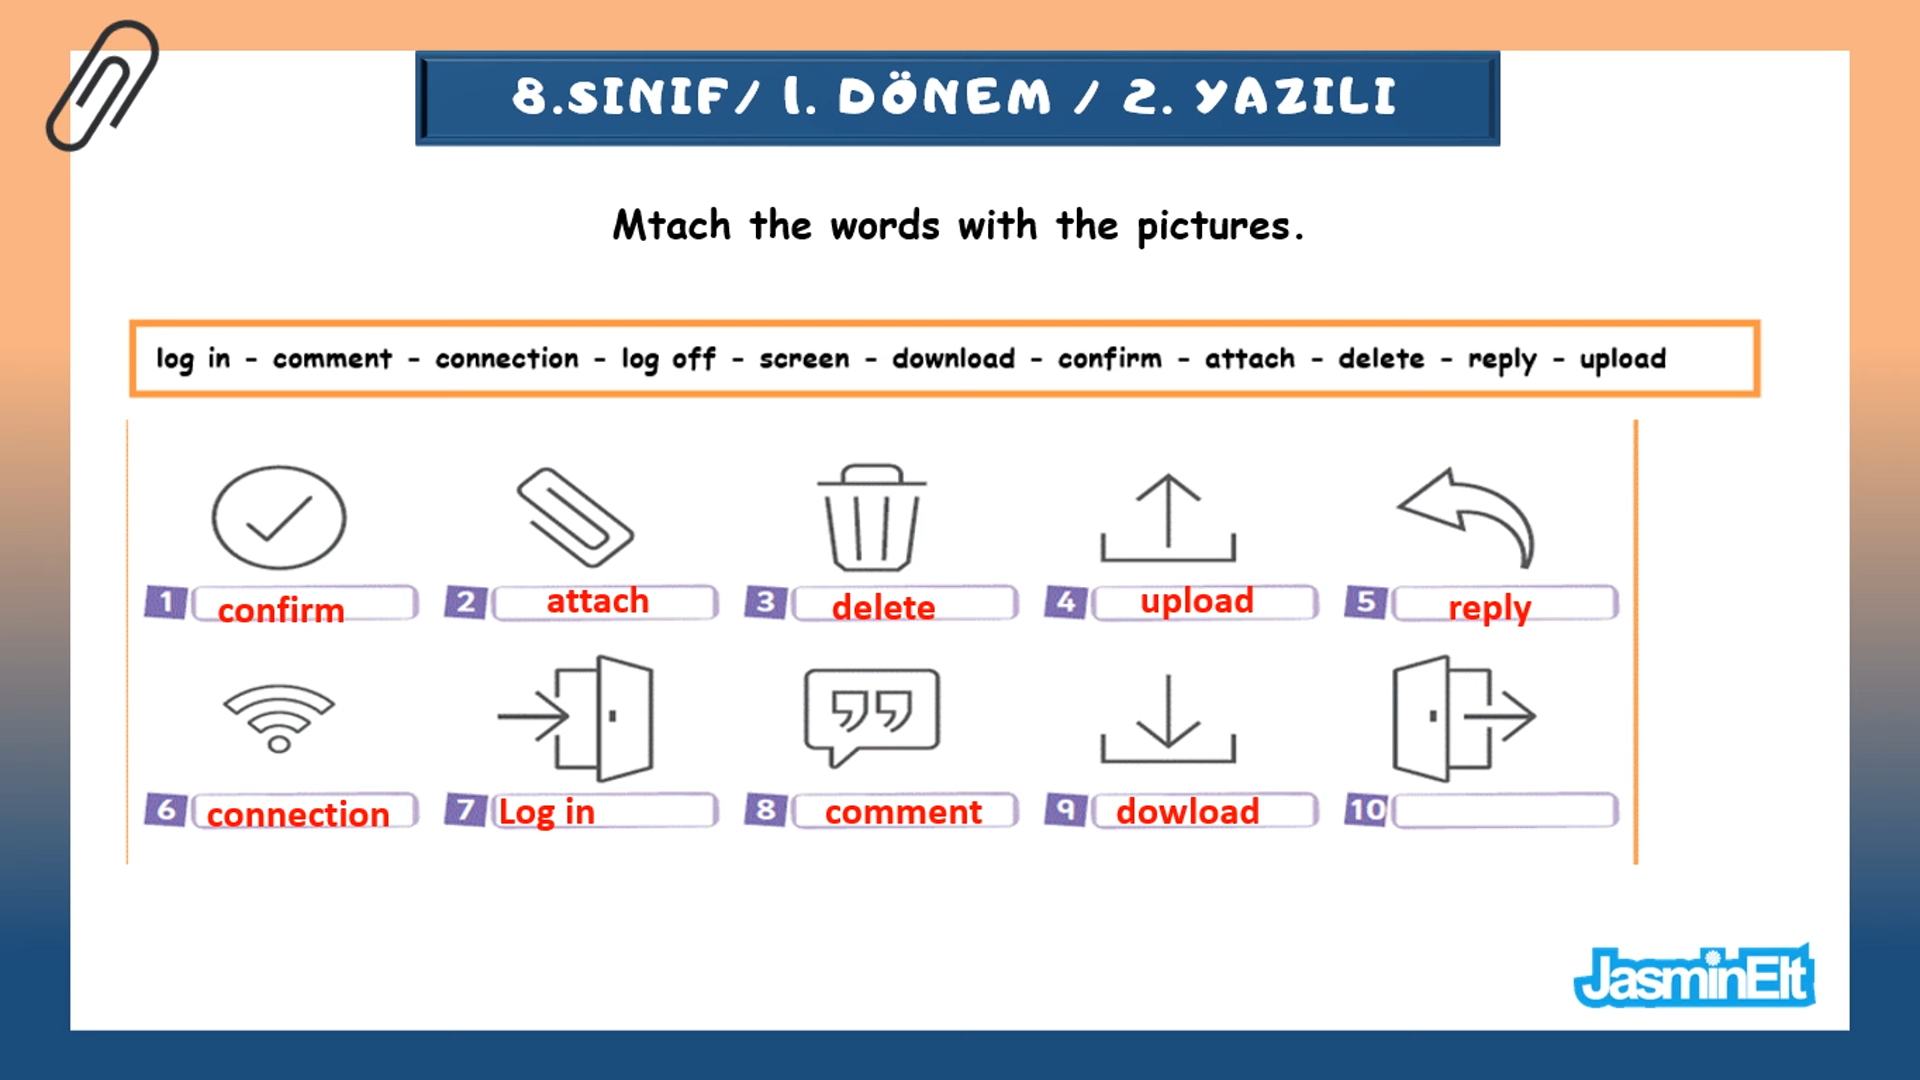 8.SINIF/ 1. DÖNEM / 2. YAZILI
Mtach the words with the pictures.
log in - comment - connection - log off - screen - download - confirm - attach - delete - reply - upload
1 confirm 2 attach 3 delete 4 upload 5 reply
6 connection 7 Log in 8 comment 9 dowload 10
JasminElt